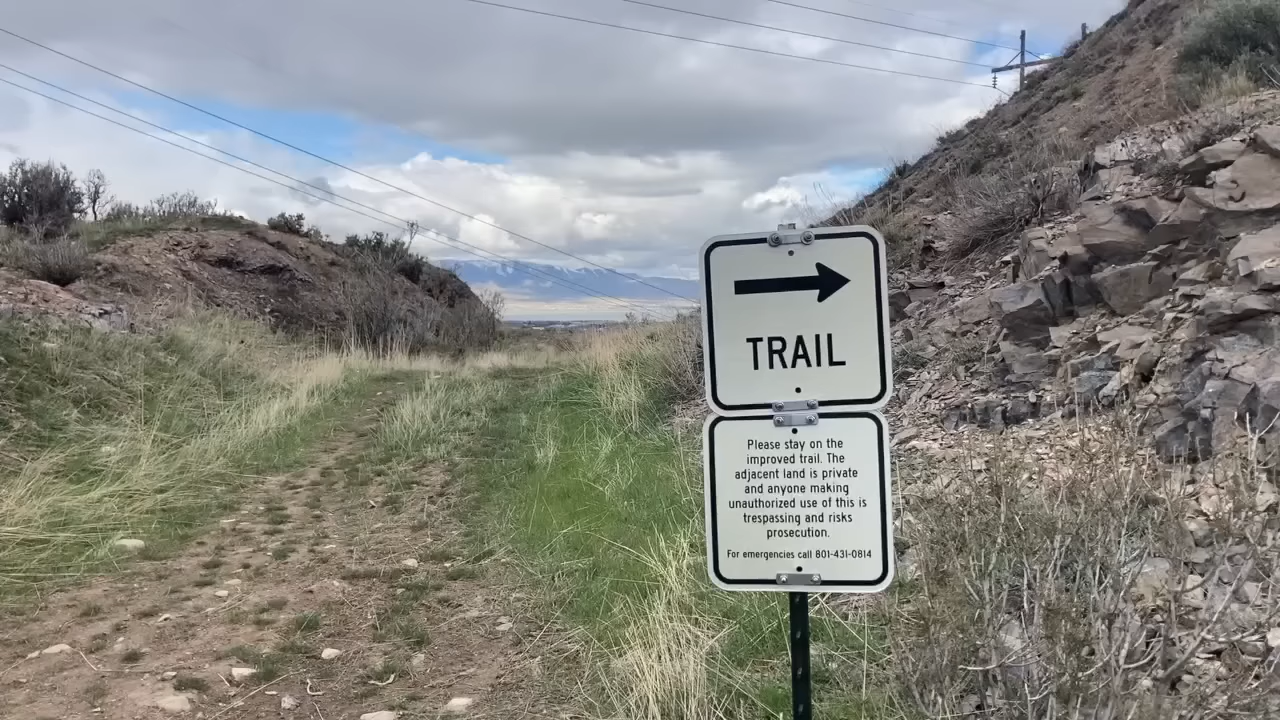 TRAIL
Please stay on the
improved trail. The
adjacent land is private
and anyone making
unauthorized use of this is
trespassing and risks
prosecution.
For emergencies call 801-431-0814